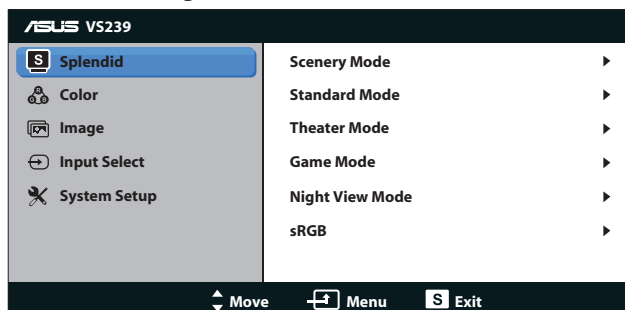 ASUS VS239
S Splendid
Color
Image
Input Select
System Setup
Scenery Mode
Standard Mode
Theater Mode
Game Mode
Night View Mode
sRGB
Move Menu S Exit